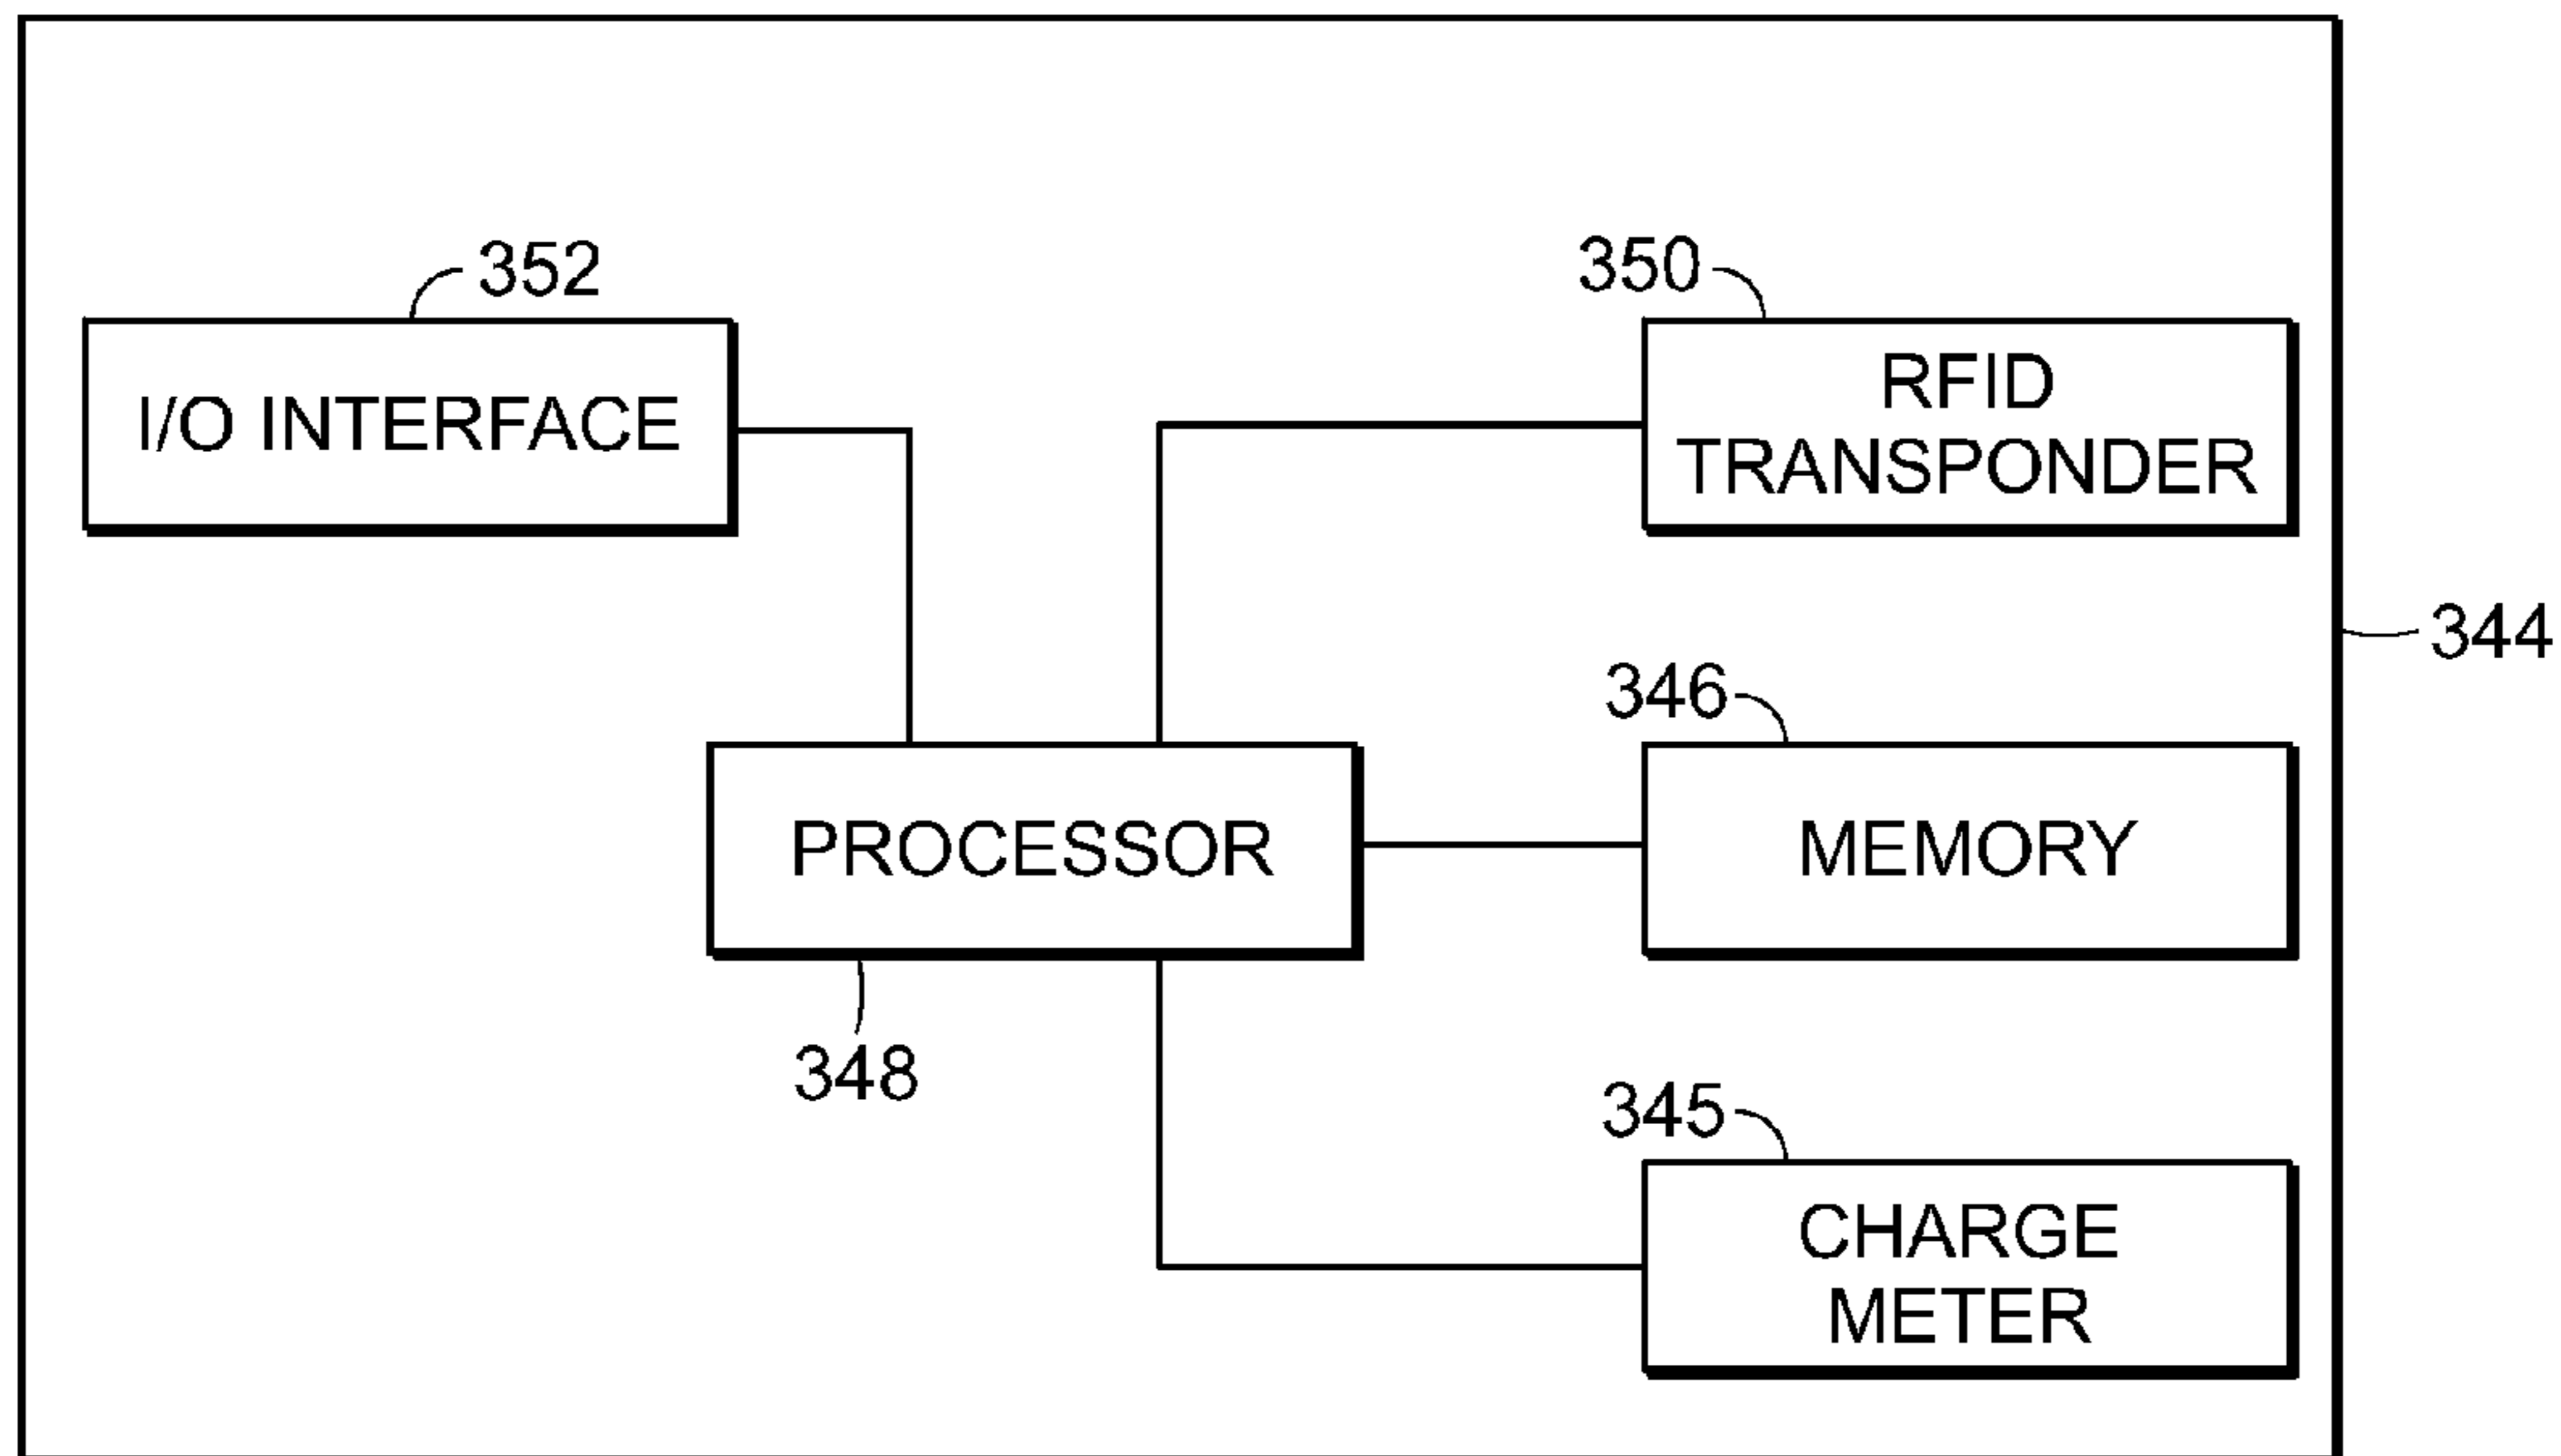 352
I/O INTERFACE
350
RFID
TRANSPONDER
344
346
PROCESSOR
MEMORY
348
345
CHARGE
METER